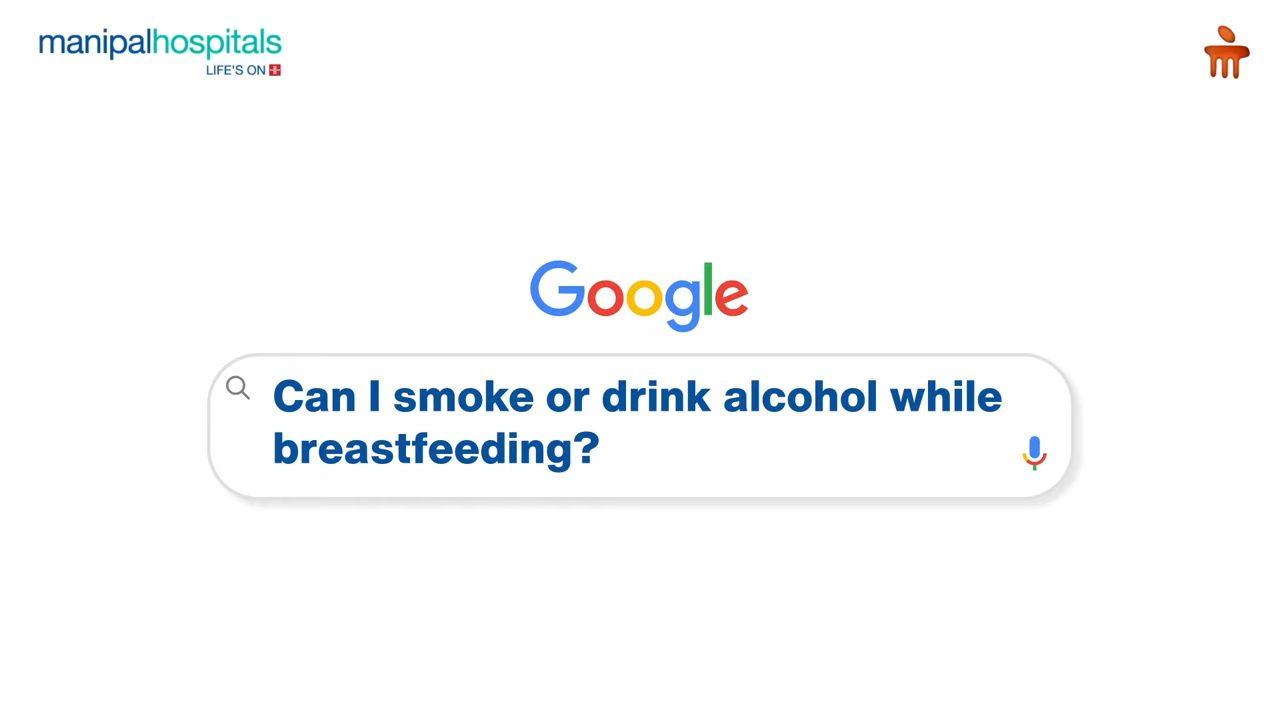 manipalhospitals
LIFE'S ON
Google
Can I smoke or drink alcohol while
breastfeeding?